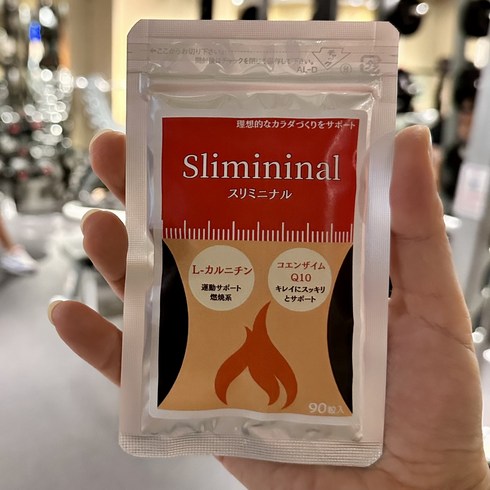 理想的なカラダづくりをサポート
Slimininal
スリミニナル
L-カルニチン
運動サポート
燃焼系
コエンザイム
Q10
キレイにスッキリ
とサポート
90粒入